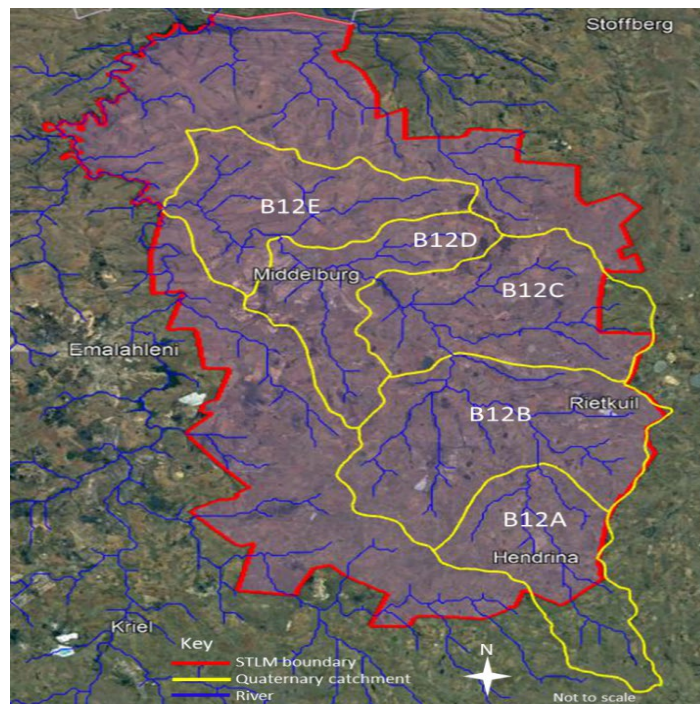 Stoffberg
B12E
B12D
Middelburg
B12C
Emalahleni
Rietkuil
B12B
B12A
Hendrina
Kriel
Key
N
STLM boundary
Quaternary catchment
River
Not to scale